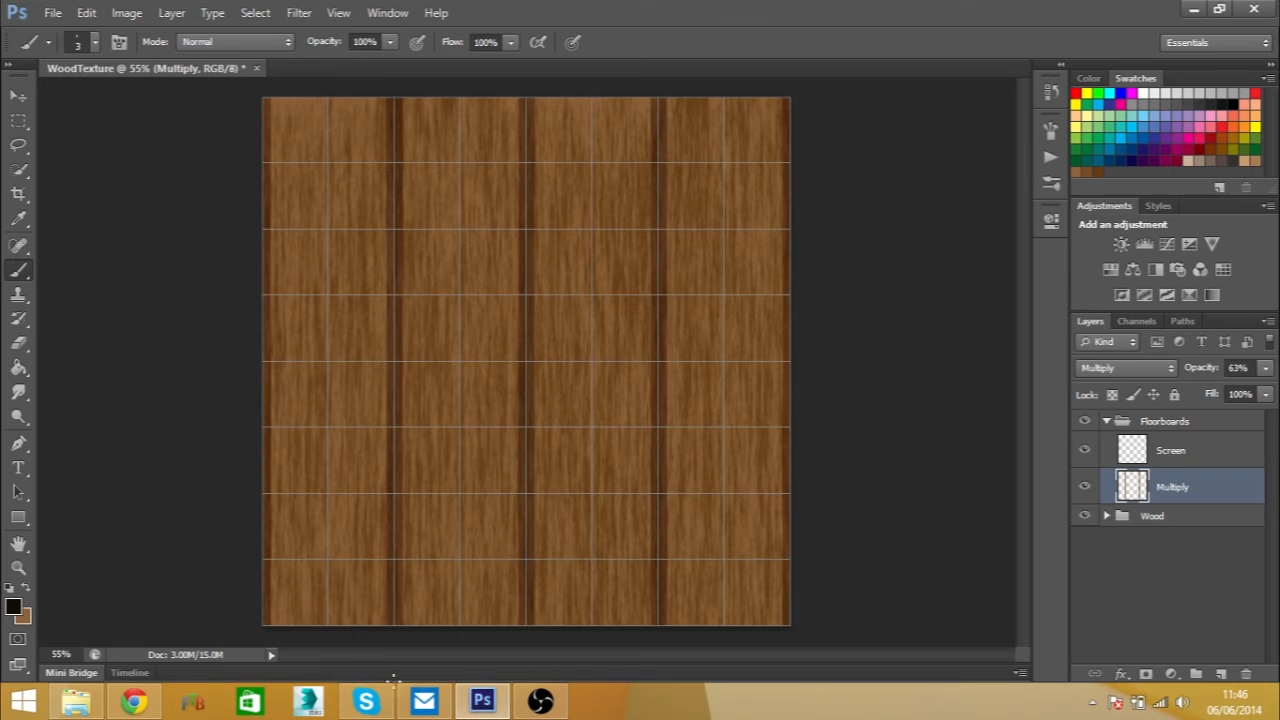 Ps File Edit Image Layer Type Select Filter View Window Help
3 Mode: Normal Opacity: 100% Flow: 100% Essentials
WoodTexture @ 55% (Multiply, RGB/8) * ×
Color Swatches
Adjustments Styles
Add an adjustment
Layers Channels Paths
Kind
Multiply Opacity: 63%
Lock: Fill: 100%
Floorboards
Screen
Multiply
Wood
T
55% Doc: 3.00M/15.0M
Mini Bridge Timeline
Ps
11:46
06/06/2014